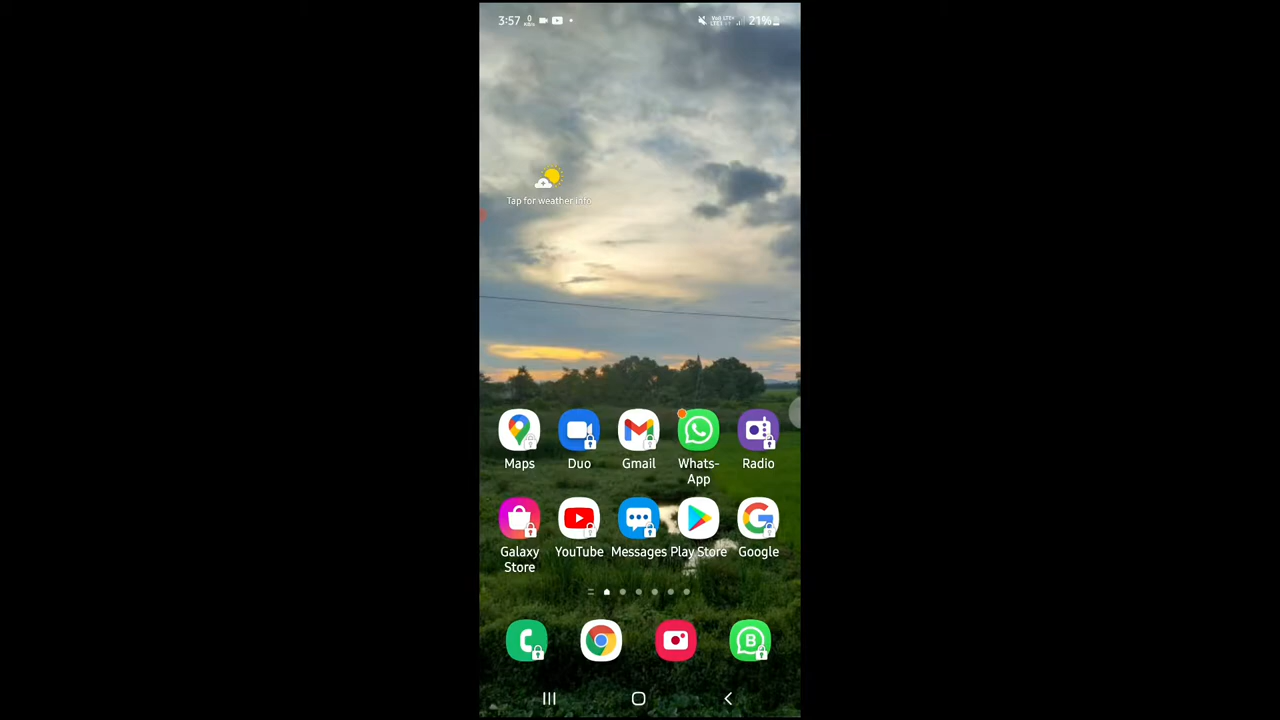 3:57
21%
Tap for weather info
Maps
Duo
Gmail
Whats-
App
Radio
Galaxy
Store
YouTube
Messages
Play Store
Google
B